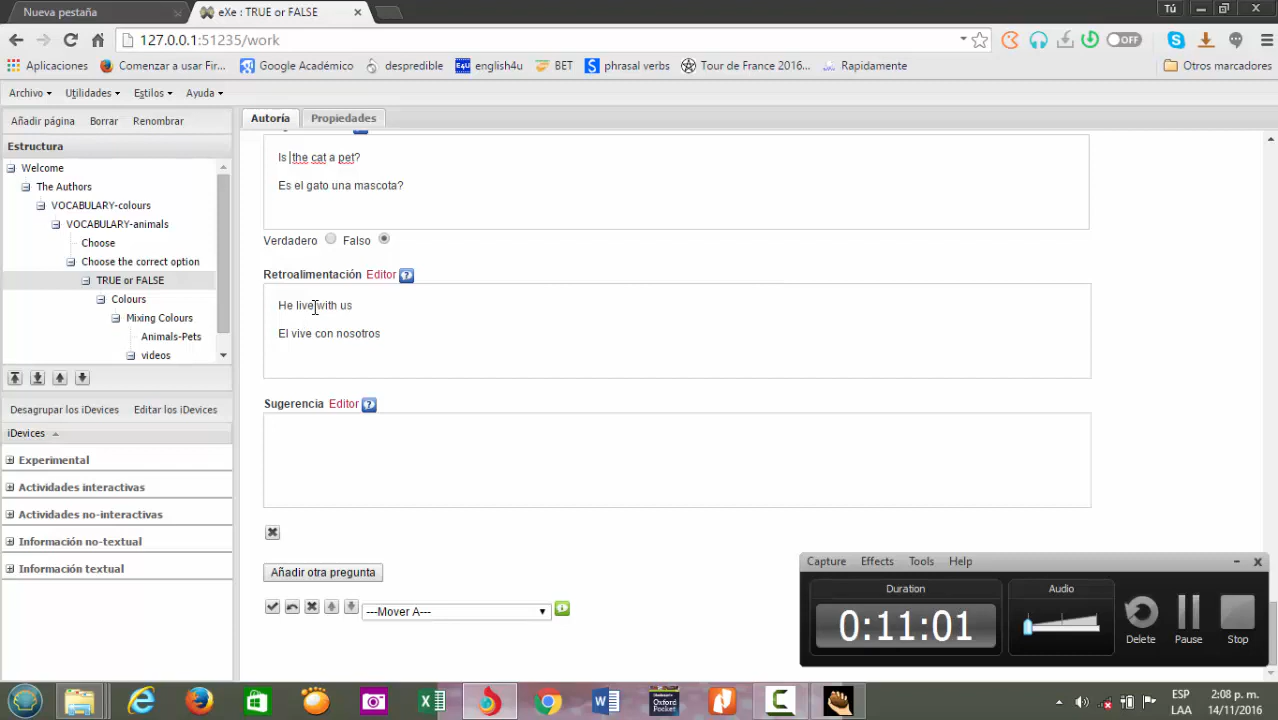 Nueva pestaña
eXe : TRUE or FALSE
Tú
127.0.0.1:51235/work
OFF
Aplicaciones
Comenzar a usar Fir...
Google Académico
despredible
E4U
english4u
BET
phrasal verbs
Tour de France 2016...
Rapidamente
Otros marcadores
Archivo
Utilidades
Estilos
Ayuda
Añadir página
Borrar
Renombrar
Autoría
Propiedades
Estructura
Welcome
The Authors
VOCABULARY-colours
VOCABULARY-animals
Choose
Choose the correct option
TRUE or FALSE
Colours
Mixing Colours
Animals-Pets
videos
Desagrupar los iDevices
Editar los iDevices
iDevices
Experimental
Actividades interactivas
Actividades no-interactivas
Información no-textual
Información textual
Is the cat a pet?
Es el gato una mascota?
Verdadero
Falso
Retroalimentación Editor ?
He live with us
El vive con nosotros
Sugerencia Editor ?
Añadir otra pregunta
---Mover A---
Capture
Effects
Tools
Help
Duration
Audio
0:11:01
Delete
Pause
Stop
ESP
LAA
2:08 p. m.
14/11/2016